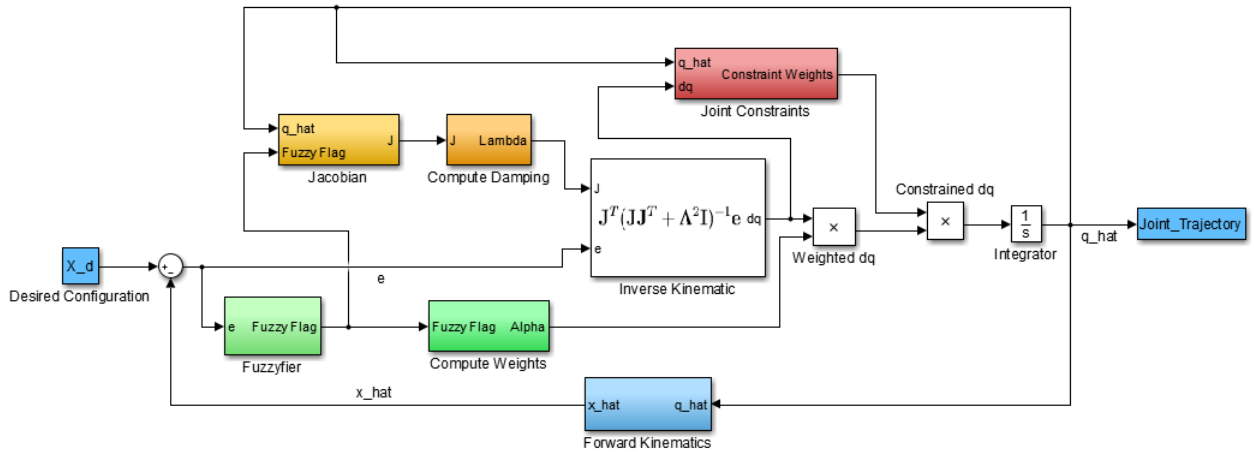 q_hat
Constraint Weights
dq
Joint Constraints
q_hat
J
Fuzzy Flag
Jacobian
J
Lambda
Compute Damping
J
J^T(JJ^T + Λ^2I)^{-1}e
dq
e
Inverse Kinematic
×
Weighted dq
Constrained dq
×
1
s
Integrator
q_hat
Joint_Trajectory
X_d
Desired Configuration
+
-
e
e
Fuzzy Flag
Fuzzyfier
Fuzzy Flag
Alpha
Compute Weights
x_hat
x_hat
q_hat
Forward Kinematics